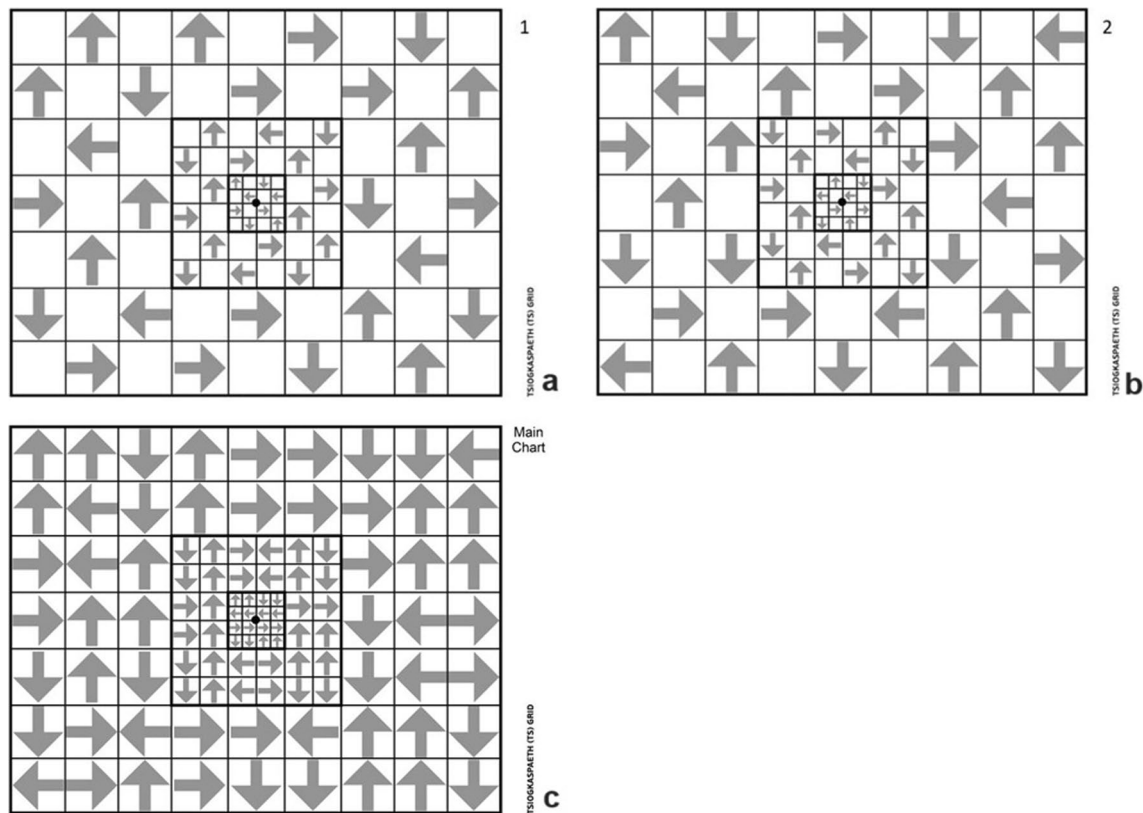 1
TSIOGKASPAETH (TS) GRID
a
2
TSIOGKASPAETH (TS) GRID
b
Main
Chart
TSIOGKASPAETH (TS) GRID
c